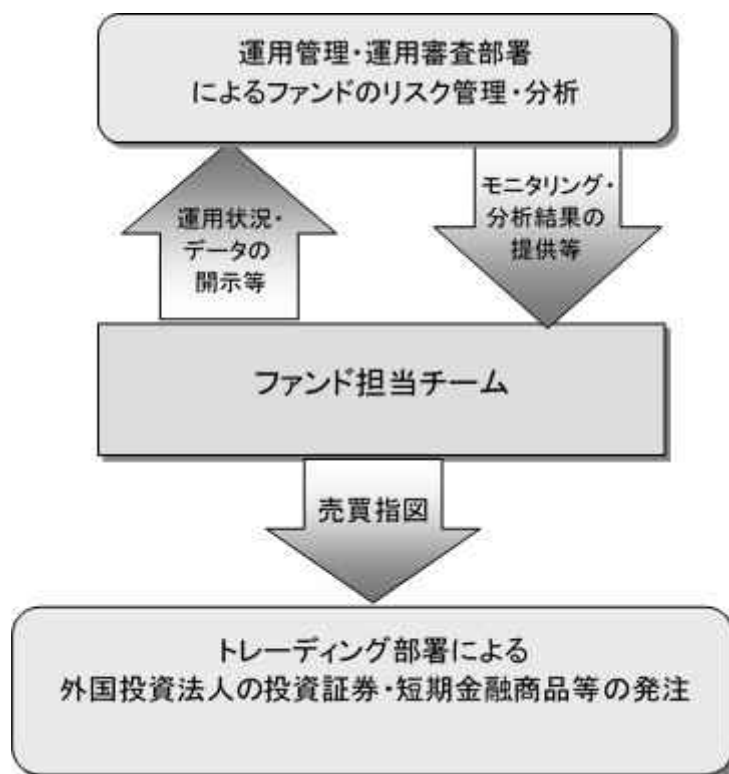 運用管理・運用審査部署
によるファンドのリスク管理・分析
運用状況・
データの
開示等
モニタリング・
分析結果の
提供等
ファンド担当チーム
売買指図
トレーディング部署による
外国投資法人の投資証券・短期金融商品等の発注